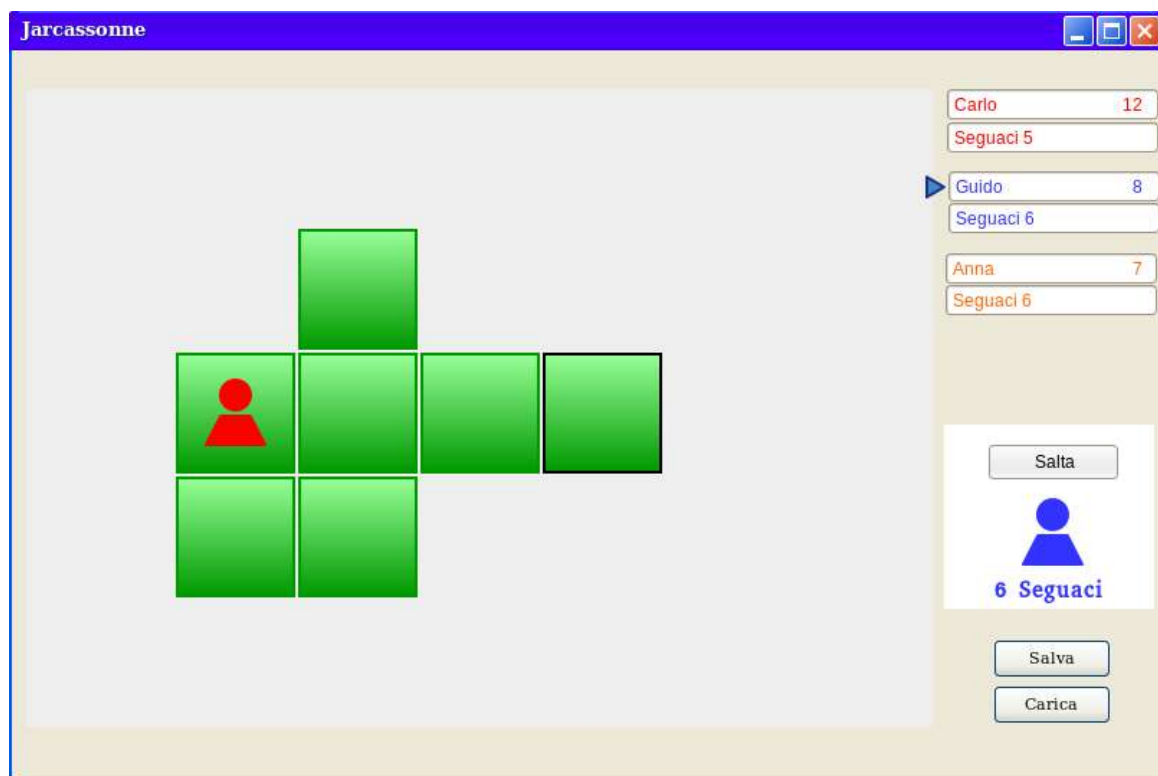 Jarcassonne
Carlo 12
Seguaci 5
Guido 8
Seguaci 6
Anna 7
Seguaci 6
Salta
6 Seguaci
Salva
Carica